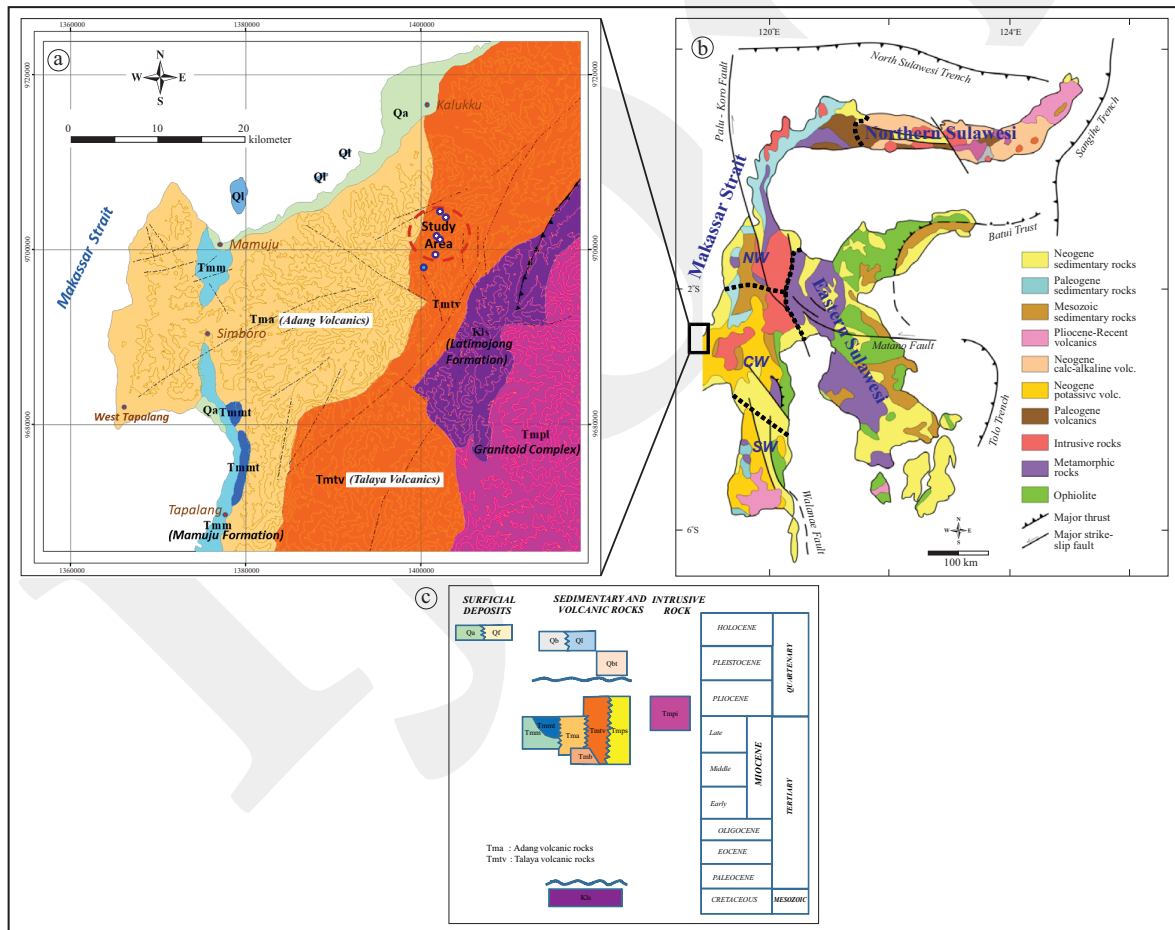 1360000
1380000
1400000
a
9720000
9700000
9680000
N
W
E
S
0
10
20
kilometer
Kalukku
Qa
Ql
Ql
Ql
Makassar Strait
Mamuju
Study
Area
Tmm
Tmtv
Tma (Adang Volcanics)
Simboro
Kls
(Latimojong
Formation)
West Tapalang
Qa
Tmmt
Tmmt
Tmpi
Granitoid Complex)
Tmtv (Talaya Volcanics)
Tapalang
Tmm
(Mamuju Formation)
1360000
1380000
1400000
b
120°E
124°E
North Sulawesi Trench
Palu - Koro Fault
Sangihe Trench
Northern Sulawesi
Makassar Strait
Batui Trust
NW
2°S
Eastern Sulawesi
Matano Fault
CW
Tolo Trench
SW
Walanae Fault
6°S
N
W
E
S
100 km
Neogene
sedimentary rocks
Paleogene
sedimentary rocks
Mesozoic
sedimentary rocks
Pliocene-Recent
volcanics
Neogene
calc-alkaline volc.
Neogene
potassivc volc.
Paleogene
volcanics
Intrusive rocks
Metamorphic
rocks
Ophiolite
Major thrust
Major strike-
slip fault
c
SURFICIAL
DEPOSITS
SEDIMENTARY AND
VOLCANIC ROCKS
INTRUSIVE
ROCK
Qa
Qf
Qb
Ql
Qbt
Tmm
Tmmt
Tma
Tmtv
Tmps
Tmb
Tmpi
HOLOCENE
PLEISTOCENE
PLIOCENE
QUARTENARY
Late
Middle
Early
MIOCENE
OLIGOCENE
EOCENE
PALEOCENE
TERTIARY
CRETACEOUS
MESOZOIC
Tma : Adang volcanic rocks
Tmtv : Talaya volcanic rocks
Kls